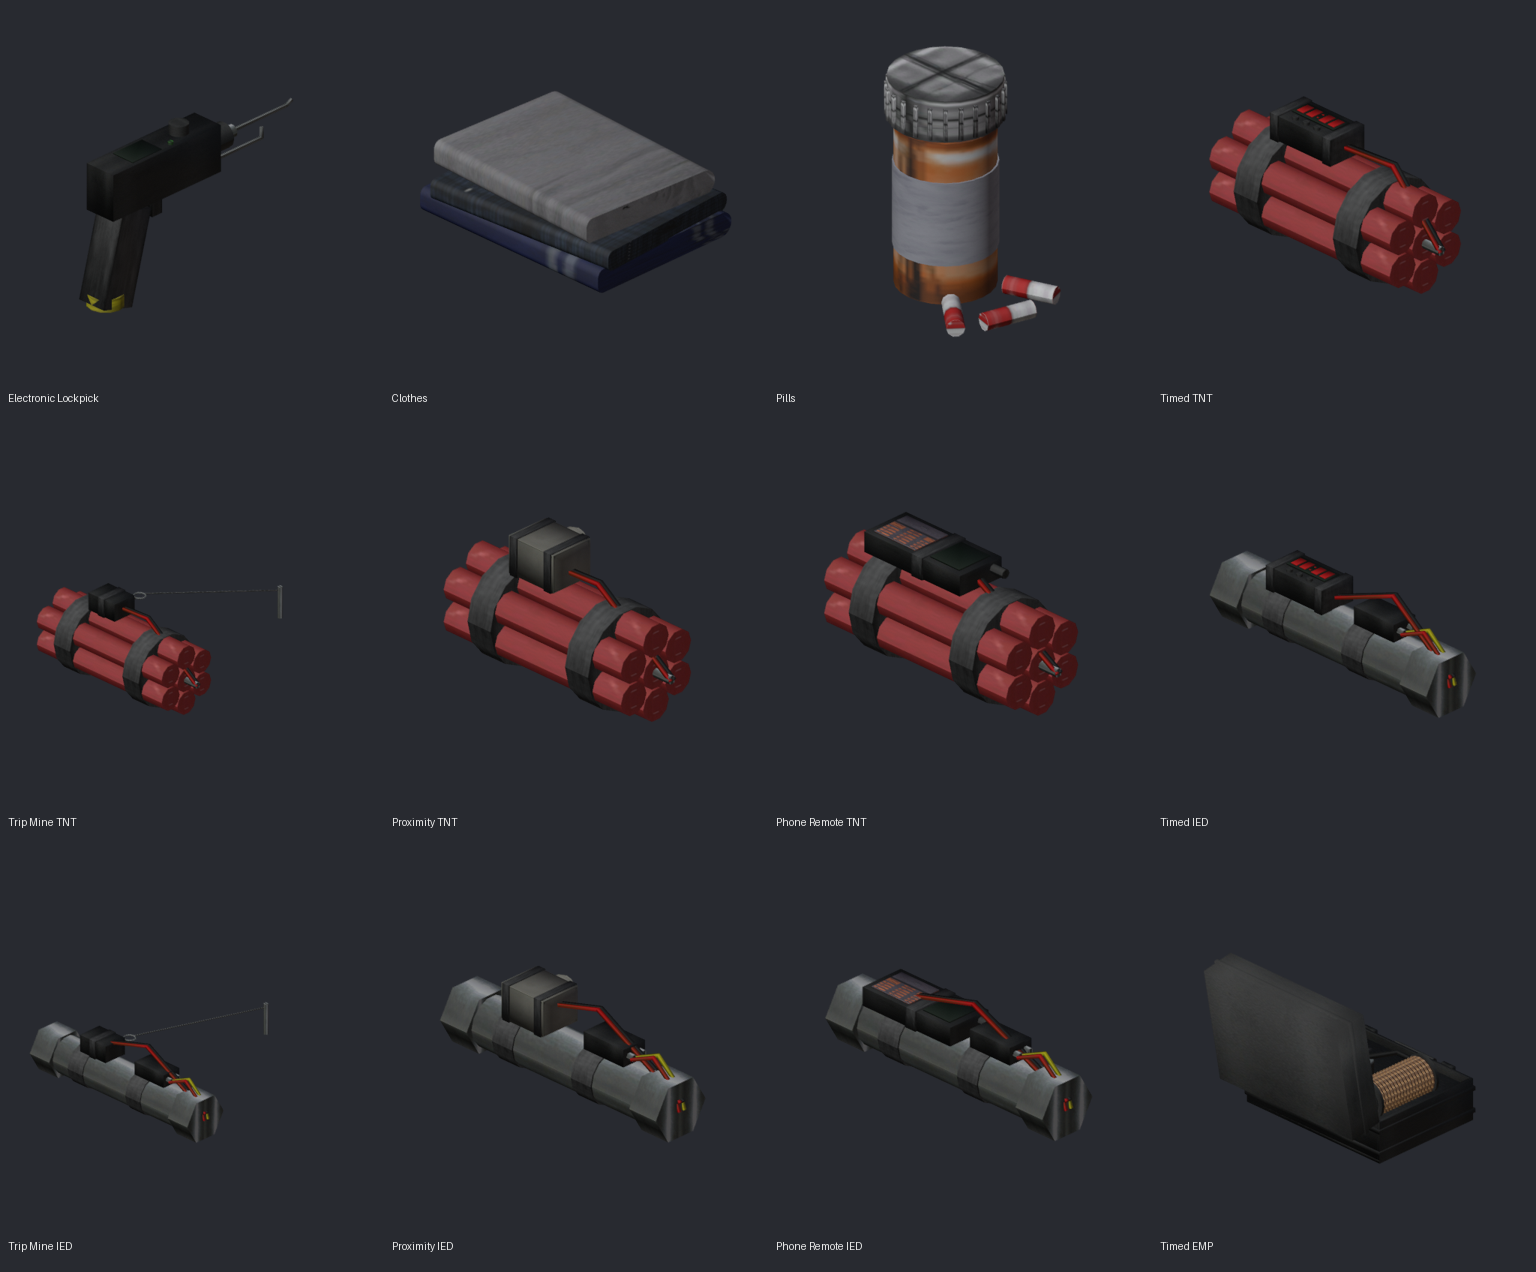 Electronic Lockpick
Clothes
Pills
Timed TNT
Trip Mine TNT
Proximity TNT
Phone Remote TNT
Timed IED
Trip Mine IED
Proximity IED
Phone Remote IED
Timed EMP